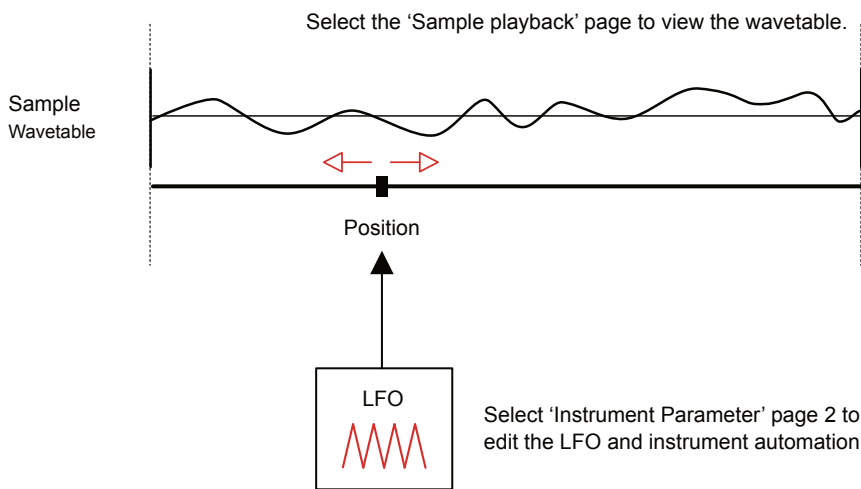 Select the ‘Sample playback’ page to view the wavetable.
Sample
Wavetable
Position
LFO
Select ‘Instrument Parameter’ page 2 to
edit the LFO and instrument automation